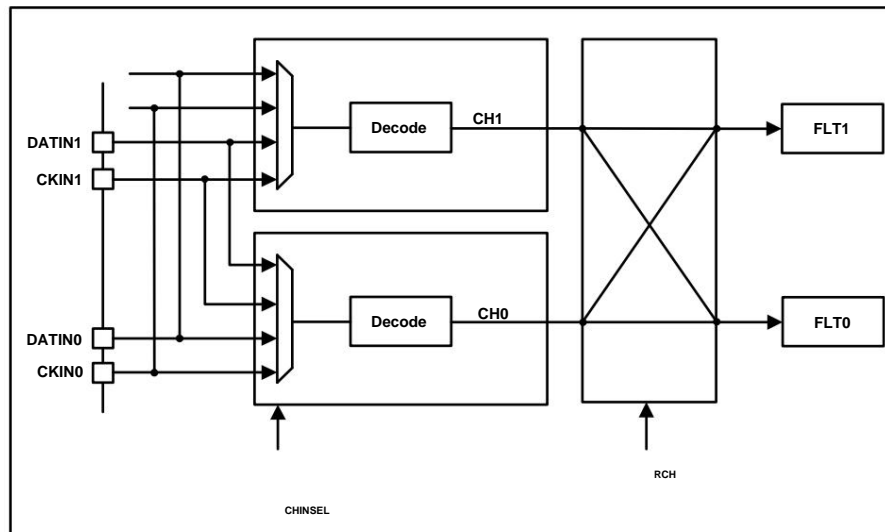 Decode
CH1
FLT1
DATIN1
CKIN1
Decode
CH0
FLT0
DATIN0
CKIN0
RCH
CHINSEL